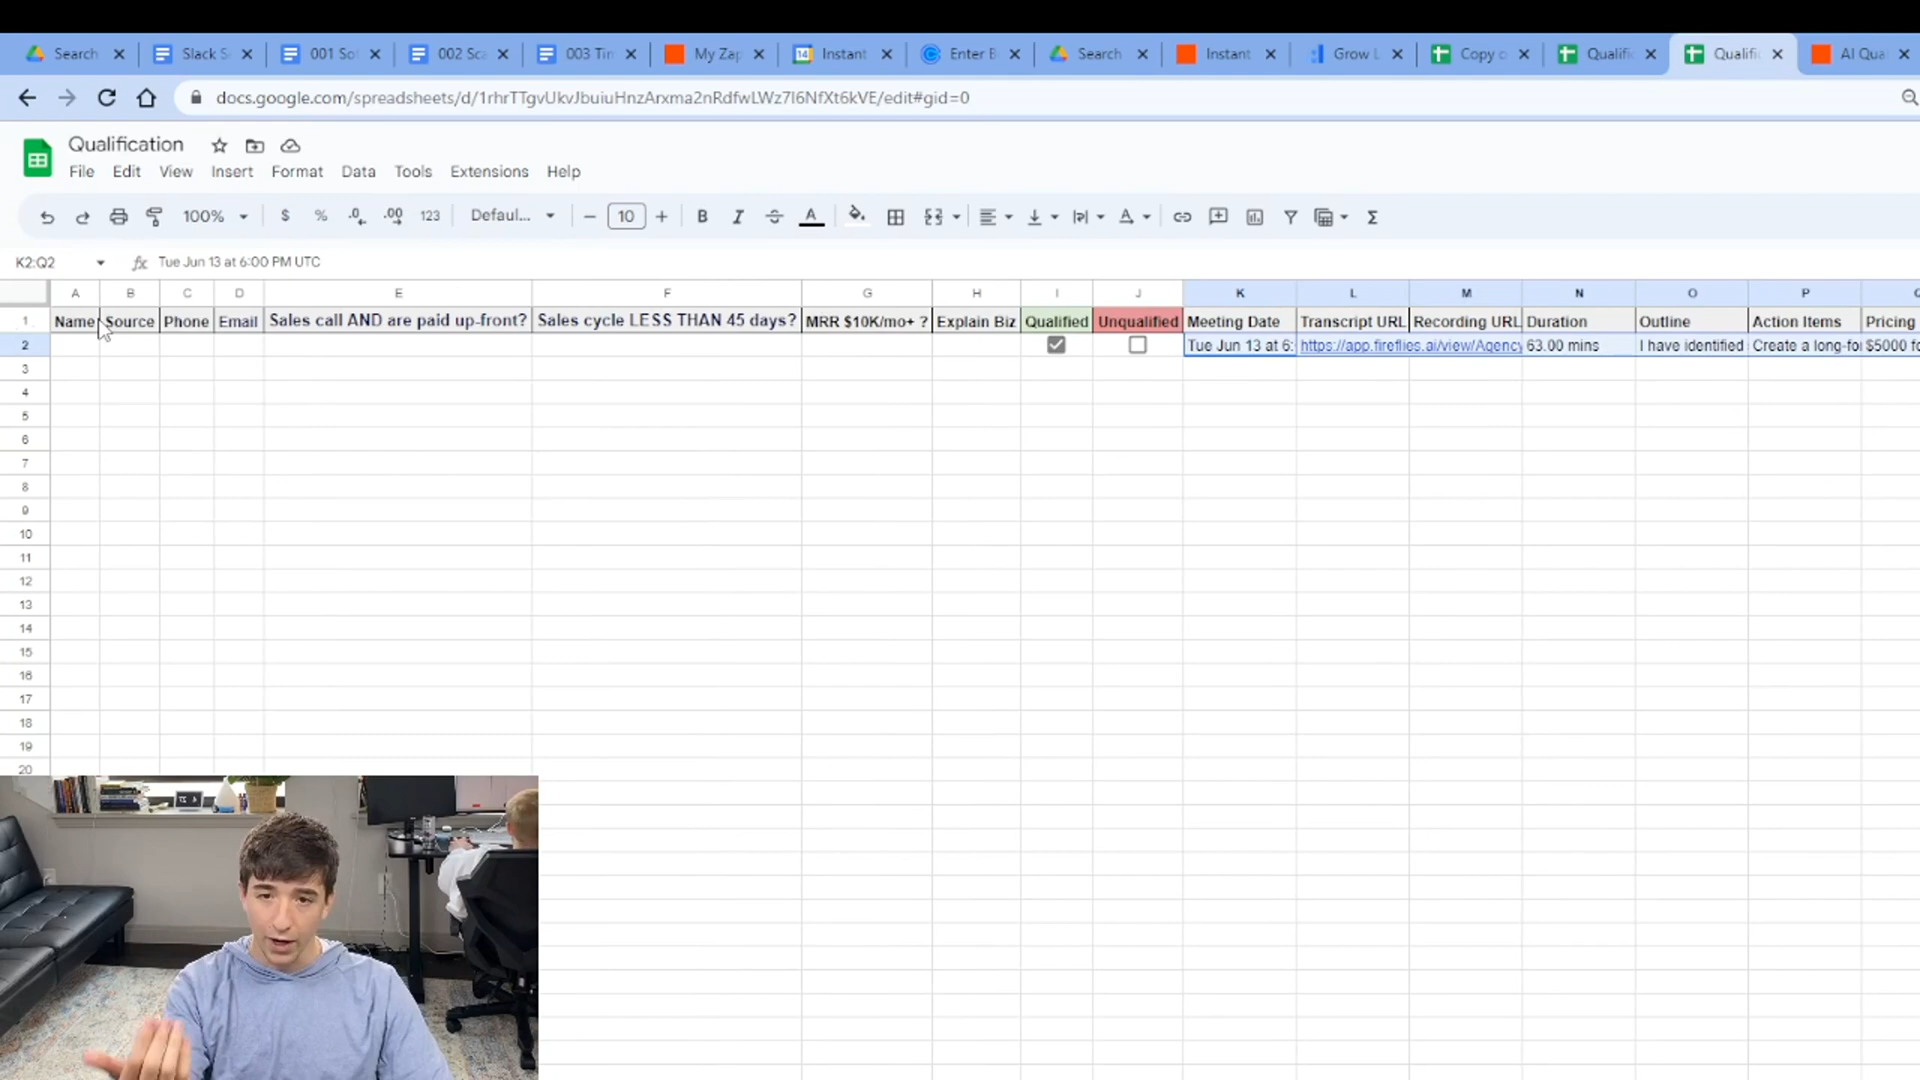 Search Slack S 001 Sof 002 Sca 003 Tin My Zap 14 Instant Enter B Search Instant Grow L Copy o Qualific Qualifi AI Qua
docs.google.com/spreadsheets/d/1rhrTTgvUkvJbuiuHnzArxma2nRdfwLWz7l6NfXt6kVE/edit#gid=0
Qualification
File Edit View Insert Format Data Tools Extensions Help
100% $ % .0 .00 123 Defaul... 10 B I A A Σ
K2:Q2 fx Tue Jun 13 at 6:00 PM UTC
A B C D E F G H I J K L M N O P Q
1 Name Source Phone Email Sales call AND are paid up-front? Sales cycle LESS THAN 45 days? MRR $10K/mo+ ? Explain Biz Qualified Unqualified Meeting Date Transcript URL Recording URL Duration Outline Action Items Pricing
2 Tue Jun 13 at 6: https://app.fireflies.ai/view/Agency 63.00 mins I have identified Create a long-fo $5000 fo
3
4
5
6
7
8
9
10
11
12
13
14
15
16
17
18
19
20